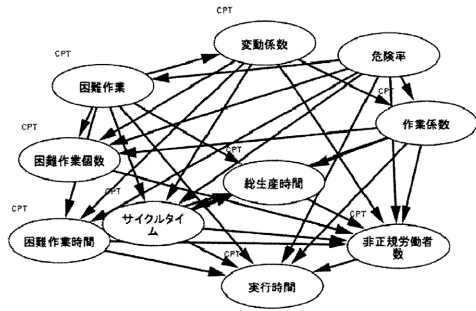 CPT
変動係数
CPT
危険率
困難作業
CPT
作業係数
CPT
困難作業個数
CPT
総生産時間
CPT
CPT
サイクルタイ
ム
CPT
困難作業時間
CPT
CPT
非正規労働者
数
実行時間